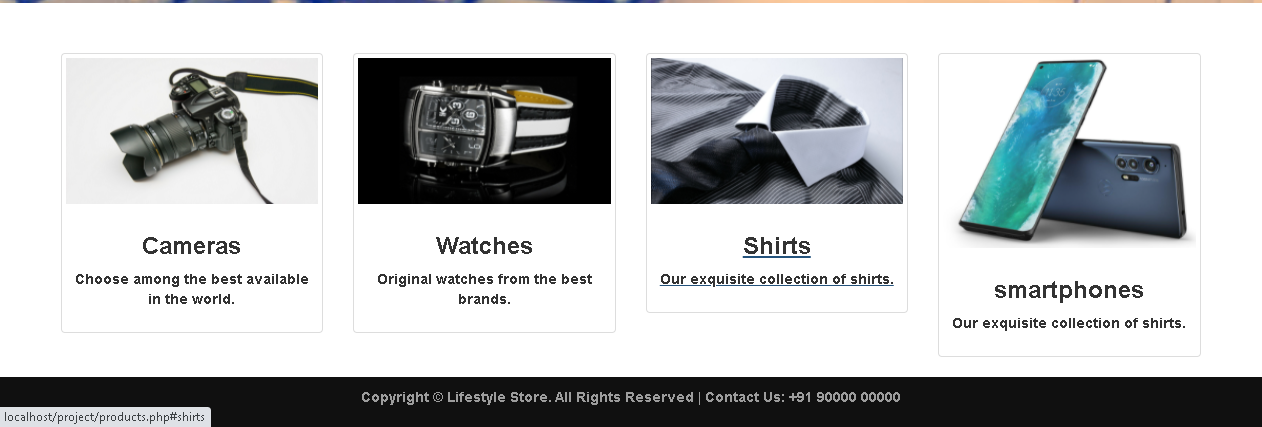 Cameras
Choose among the best available
in the world.
Watches
Original watches from the best
brands.
Shirts
Our exquisite collection of shirts.
smartphones
Our exquisite collection of shirts.
Copyright © Lifestyle Store. All Rights Reserved | Contact Us: +91 90000 00000
localhost/project/products.php#shirts